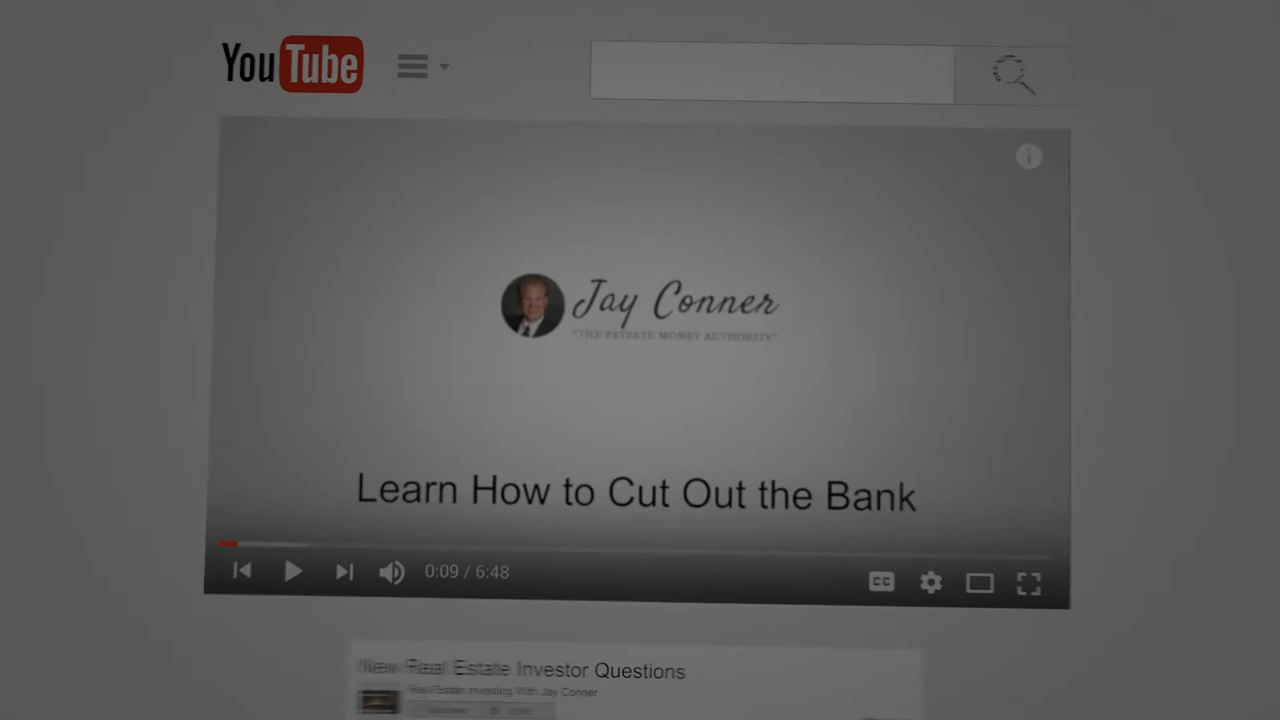 YouTube
Jay Conner
"THE PRIVATE MONEY AUTHORITY"
Learn How to Cut Out the Bank
0:09 / 6:48
CC
New Real Estate Investor Questions
Real Estate Investing With Jay Conner